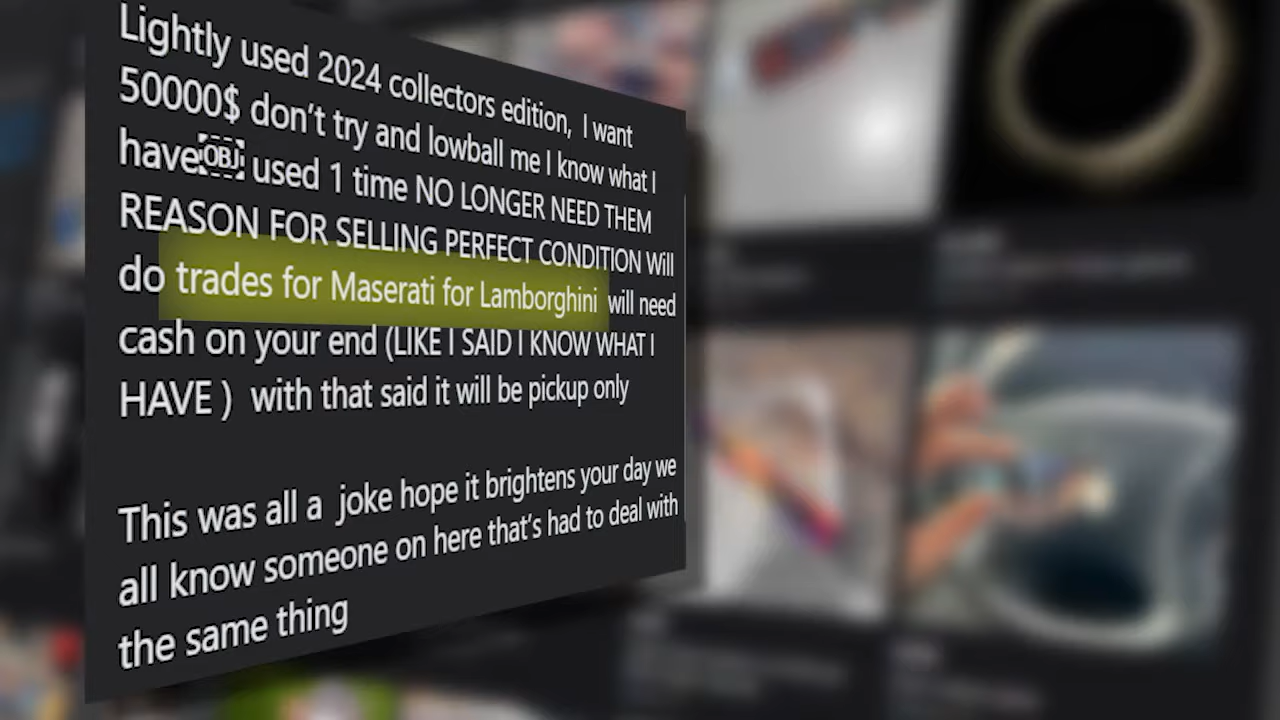 Lightly used 2024 collectors edition, I want
50000$ don’t try and lowball me I know what I
have￼ used 1 time NO LONGER NEED THEM
REASON FOR SELLING PERFECT CONDITION Will
do trades for Maserati for Lamborghini will need
cash on your end (LIKE I SAID I KNOW WHAT I
HAVE ) with that said it will be pickup only
This was all a joke hope it brightens your day we
all know someone on here that’s had to deal with
the same thing